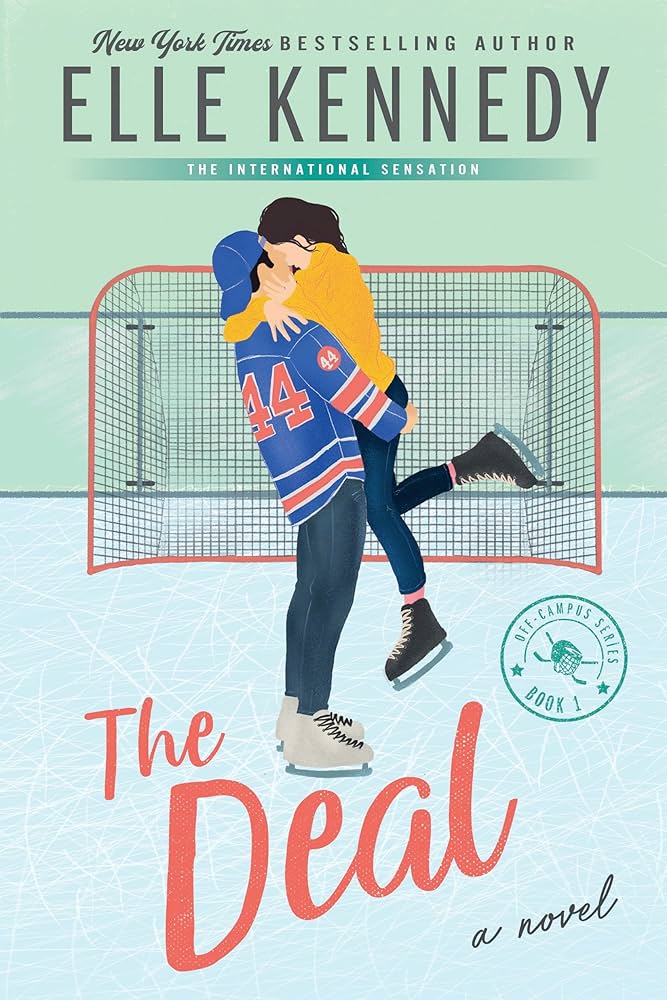 New York Times BESTSELLING AUTHOR
ELLE KENNEDY
THE INTERNATIONAL SENSATION
44
44
OFF-CAMPUS SERIES
BOOK 1
The
Deal
a novel